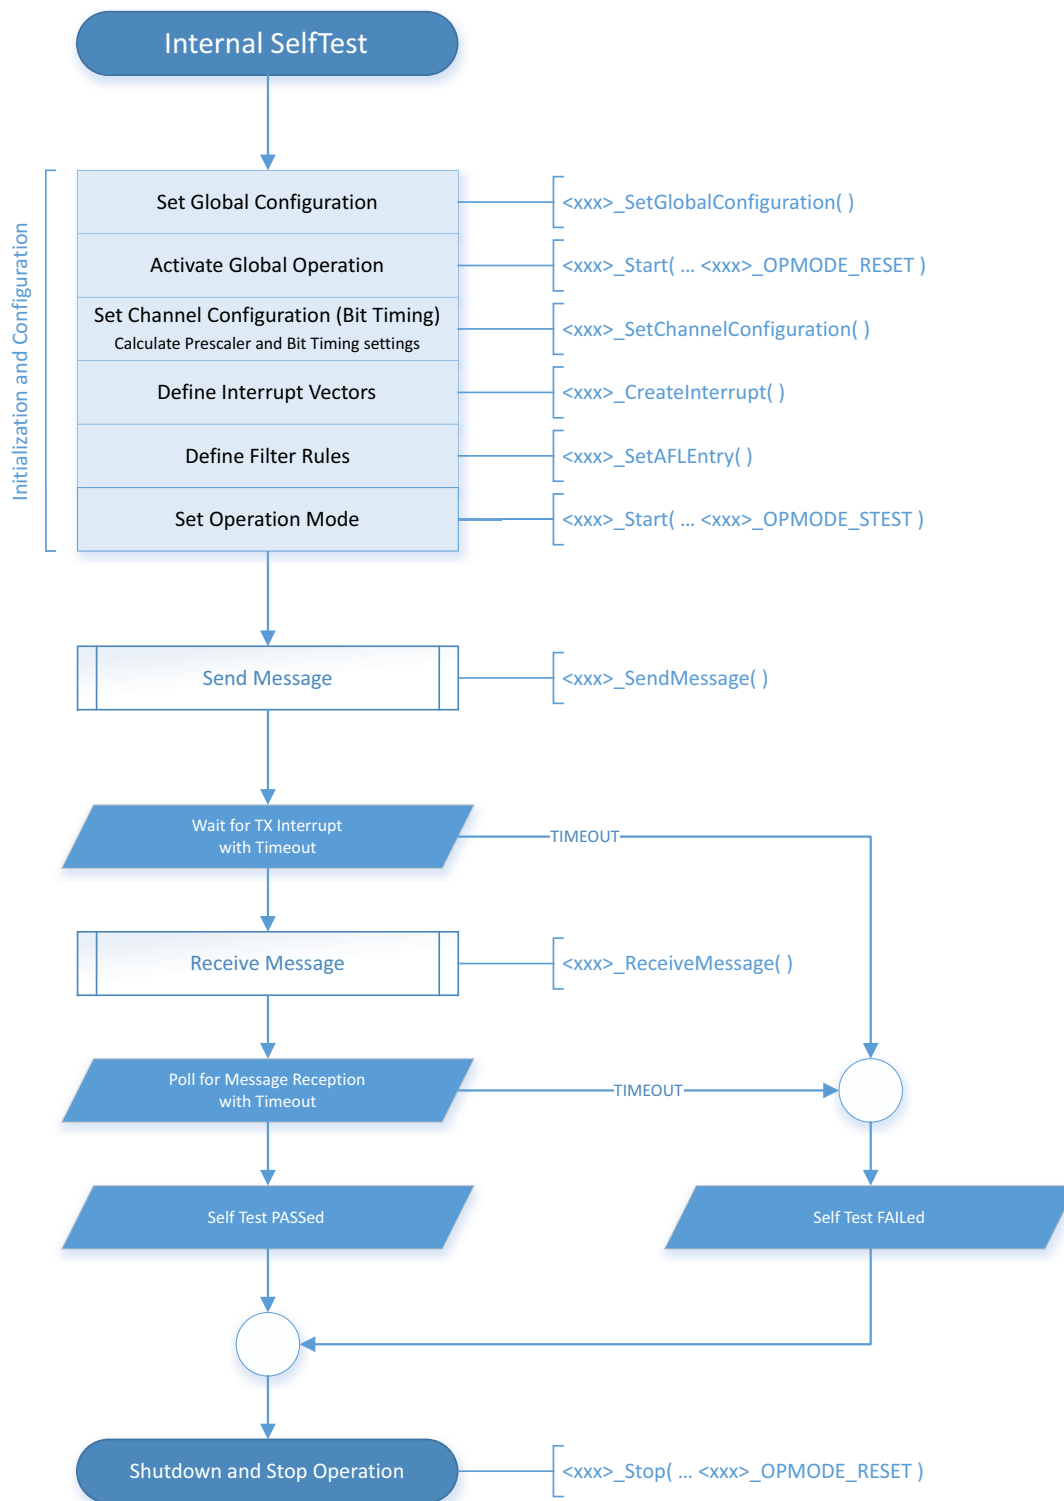 Internal SelfTest
Initialization and Configuration
Set Global Configuration
<xxx>_SetGlobalConfiguration( )
Activate Global Operation
<xxx>_Start( ... <xxx>_OPMODE_RESET )
Set Channel Configuration (Bit Timing)
Calculate Prescaler and Bit Timing settings
<xxx>_SetChannelConfiguration( )
Define Interrupt Vectors
<xxx>_CreateInterrupt( )
Define Filter Rules
<xxx>_SetAFLEntry( )
Set Operation Mode
<xxx>_Start( ... <xxx>_OPMODE_STEST )
Send Message
<xxx>_SendMessage( )
Wait for TX Interrupt
with Timeout
TIMEOUT
Receive Message
<xxx>_ReceiveMessage( )
Poll for Message Reception
with Timeout
TIMEOUT
Self Test PASSed
Self Test FAILed
Shutdown and Stop Operation
<xxx>_Stop( ... <xxx>_OPMODE_RESET )